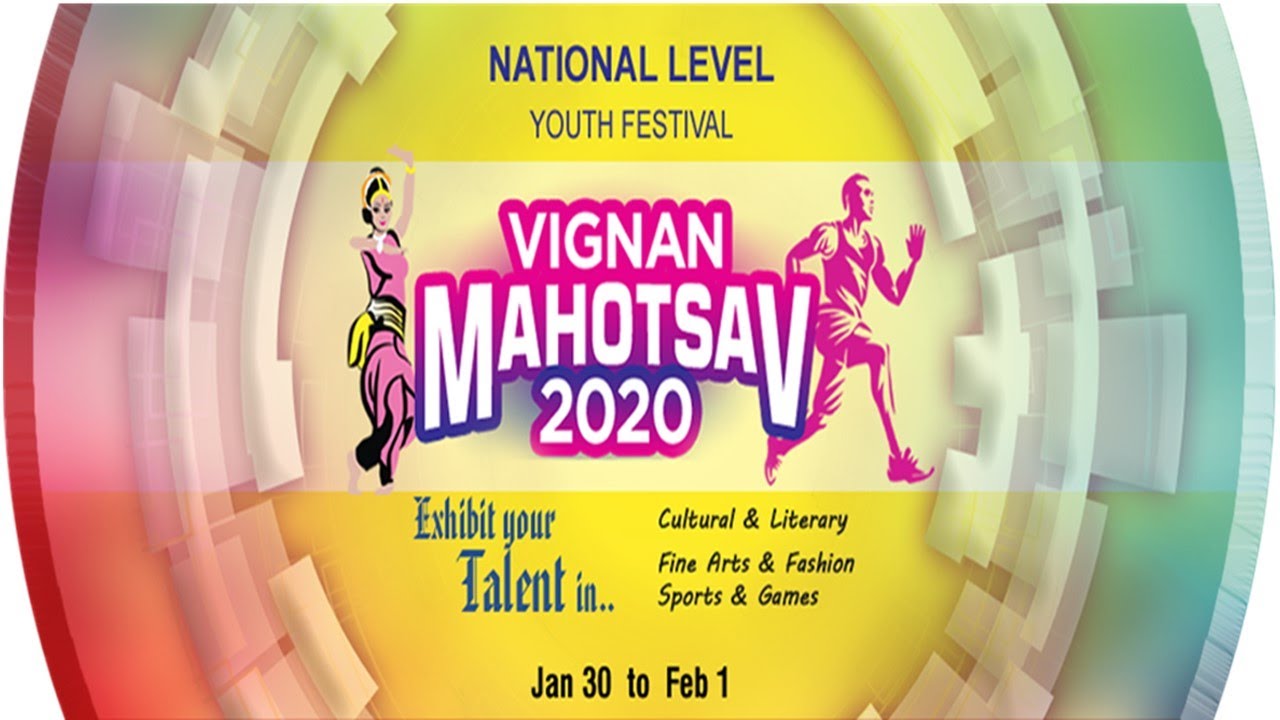 NATIONAL LEVEL
YOUTH FESTIVAL
VIGNAN
MAHOTSAV
2020
Exhibit your
Talent in..
Cultural & Literary
Fine Arts & Fashion
Sports & Games
Jan 30 to Feb 1